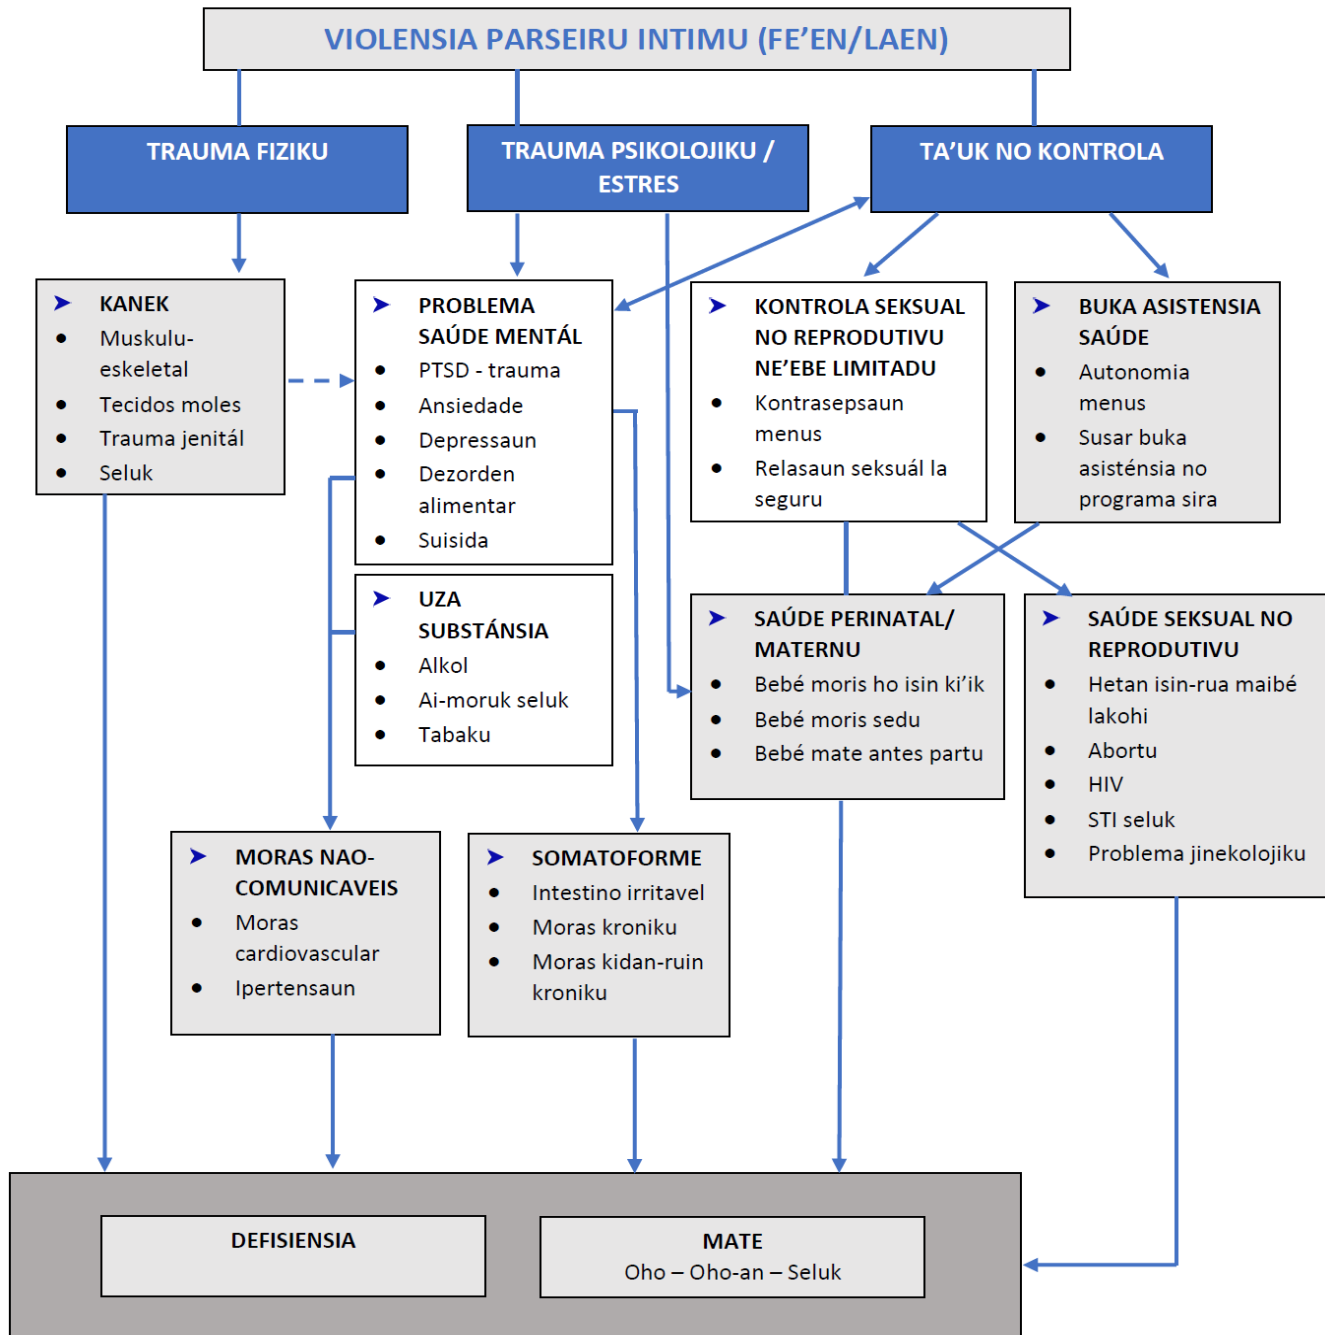 VIOLENSIA PARSEIRU INTIMU (FE'EN/LAEN)
TRAUMA FIZIKU
TRAUMA PSIKOLOJIKU /
ESTRES
TA'UK NO KONTROLA
KANEK
Muskulu-
eskeletal
Tecidos moles
Trauma jenitál
Seluk
PROBLEMA
SAÚDE MENTÁL
PTSD - trauma
Ansiedade
Depressaun
Dezorden
alimentar
Suisida
KONTROLA SEKSUAL
NO REPRODUTIVU
NE'EBE LIMITADU
Kontrasepsaun
menus
Relasaun seksuál la
seguru
BUKA ASISTENSIA
SAÚDE
Autonomia
menus
Susar buka
asisténsia no
programa sira
UZA
SUBSTÁNSIA
Alkol
Ai-moruk seluk
Tabaku
SAÚDE PERINATAL/
MATERNU
Bebé moris ho isin ki'ik
Bebé moris sedu
Bebé mate antes partu
SAÚDE SEKSUAL NO
REPRODUTIVU
Hetan isin-rua maibé
lakohi
Abortu
HIV
STI seluk
Problema jinekolojiku
MORAS NAO-
COMUNICAVEIS
Moras
cardiovascular
Ipertensaun
SOMATOFORME
Intestino irritavel
Moras kroniku
Moras kidan-ruin
kroniku
DEFISIENSIA
MATE
Oho – Oho-an – Seluk